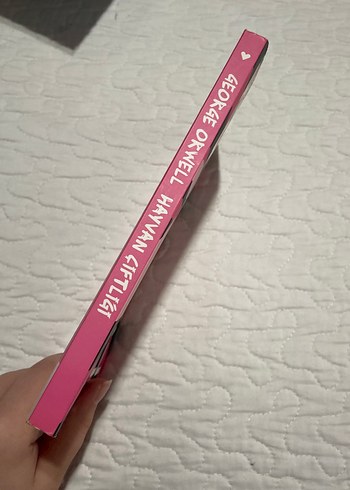 GEORGE ORWELL HAYVAN ÇİFTLİĞİ